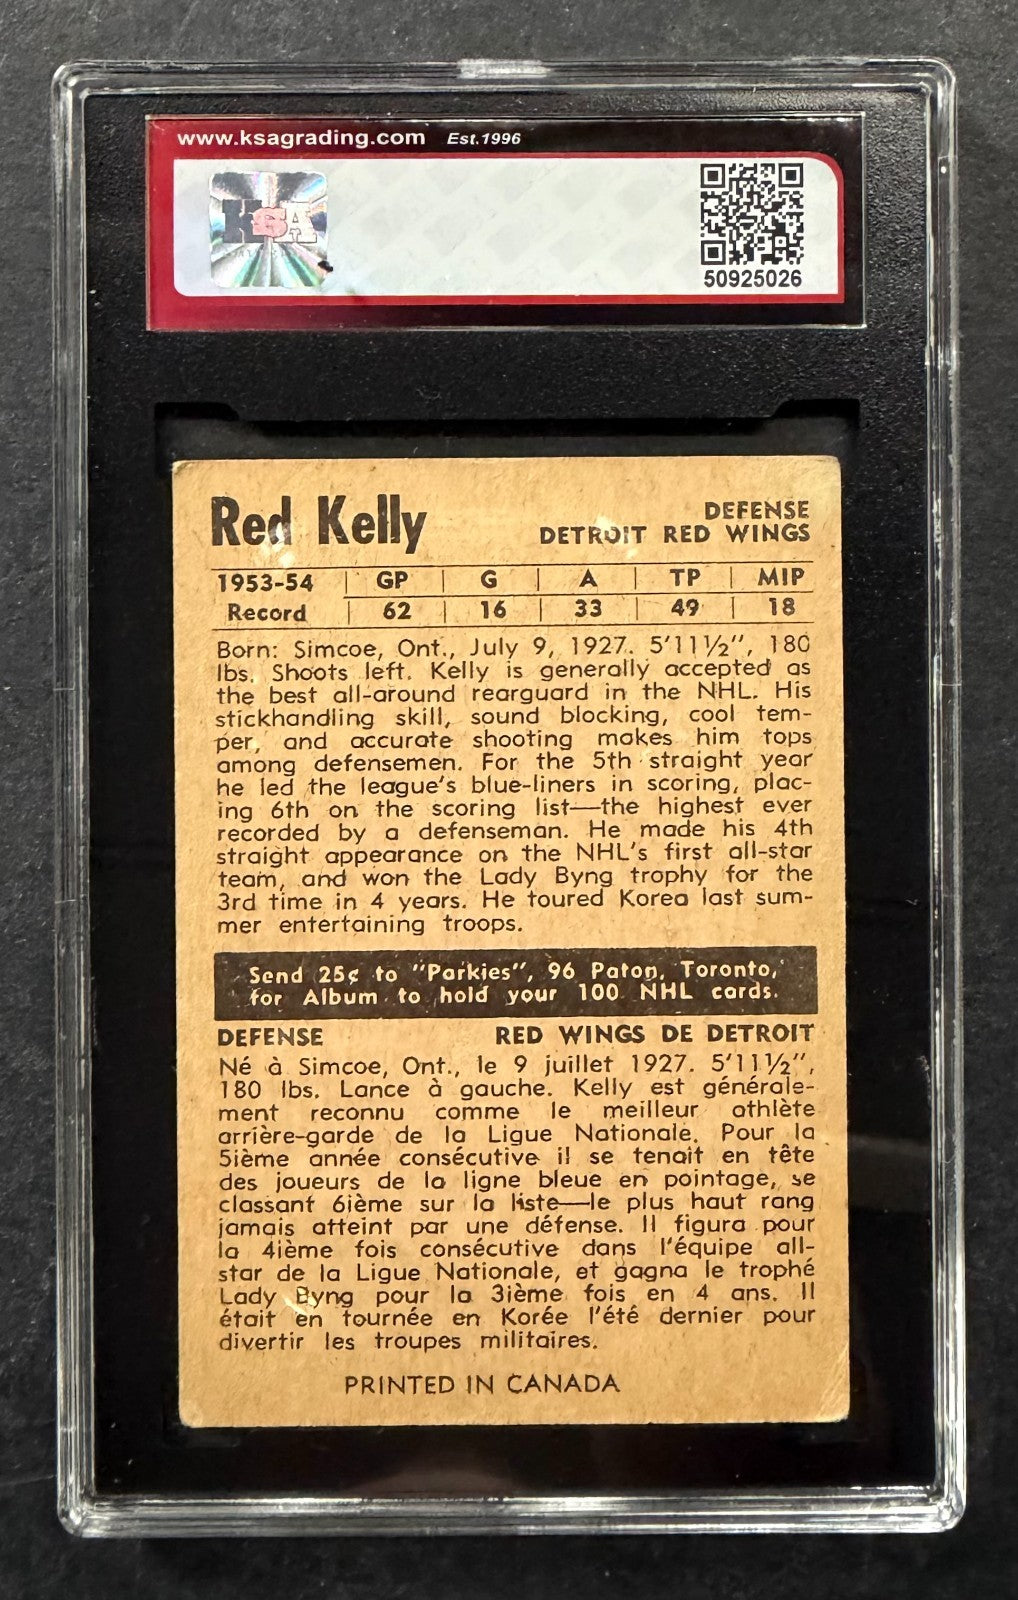 www.ksagrading.com Est.1996
KSA
50925026
Red Kelly
DEFENSE
DETROIT RED WINGS
1953-54 | GP | G | A | TP | MIP
Record | 62 | 16 | 33 | 49 | 18
Born: Simcoe, Ont., July 9, 1927. 5'11½", 180
lbs. Shoots left. Kelly is generally accepted as
the best all-around rearguard in the NHL. His
stickhandling skill, sound blocking, cool tem-
per, and accurate shooting makes him tops
among defensemen. For the 5th straight year
he led the league's blue-liners in scoring, plac-
ing 6th on the scoring list—the highest ever
recorded by a defenseman. He made his 4th
straight appearance on the NHL's first all-star
team, and won the Lady Byng trophy for the
3rd time in 4 years. He toured Korea last sum-
mer entertaining troops.
Send 25¢ to "Parkies", 96 Paton, Toronto,
for Album to hold your 100 NHL cards.
DEFENSE RED WINGS DE DETROIT
Né à Simcoe, Ont., le 9 juillet 1927. 5'11½",
180 lbs. Lance à gauche. Kelly est générale-
ment reconnu comme le meilleur athlète
arrière-garde de la Ligue Nationale. Pour la
5ième année consécutive il se tenait en tête
des joueurs de la ligne bleue en pointage, se
classant 6ième sur la liste—le plus haut rang
jamais atteint par une défense. Il figura pour
la 4ième fois consécutive dans l'équipe all-
star de la Ligue Nationale, et gagna le trophé
Lady Byng pour la 3ième fois en 4 ans. Il
était en tournée en Korée l'été dernier pour
divertir les troupes militaires.
PRINTED IN CANADA